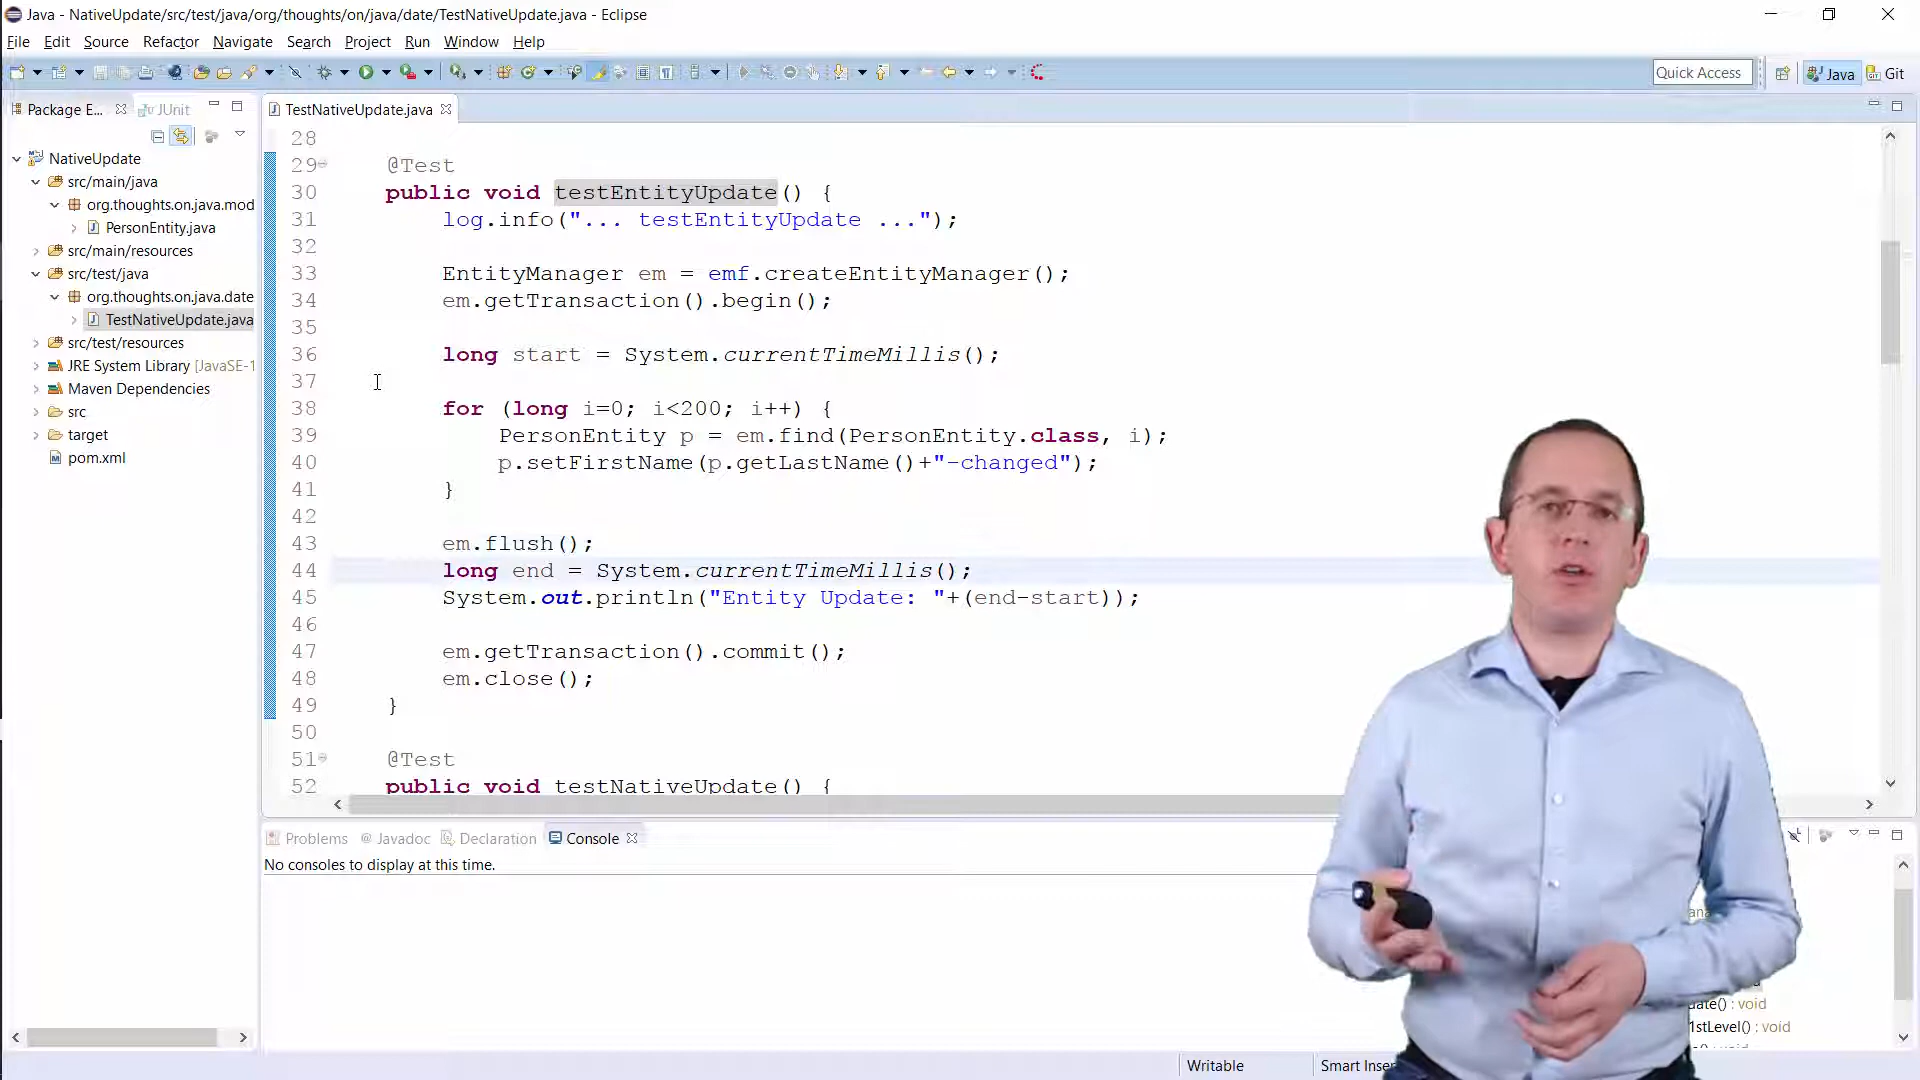 Java - NativeUpdate/src/test/java/org/thoughts/on/java/date/TestNativeUpdate.java - Eclipse
File Edit Source Refactor Navigate Search Project Run Window Help
Quick Access Java Git
Package E... JUnit
TestNativeUpdate.java
NativeUpdate
src/main/java
org.thoughts.on.java.mod
PersonEntity.java
src/main/resources
src/test/java
org.thoughts.on.java.date
TestNativeUpdate.java
src/test/resources
JRE System Library [JavaSE-1
Maven Dependencies
src
target
pom.xml
28
29 @Test
30 public void testEntityUpdate() {
31 log.info("... testEntityUpdate ...");
32
33 EntityManager em = emf.createEntityManager();
34 em.getTransaction().begin();
35
36 long start = System.currentTimeMillis();
37
38 for (long i=0; i<200; i++) {
39 PersonEntity p = em.find(PersonEntity.class, i);
40 p.setFirstName(p.getLastName()+"-changed");
41 }
42
43 em.flush();
44 long end = System.currentTimeMillis();
45 System.out.println("Entity Update: "+(end-start));
46
47 em.getTransaction().commit();
48 em.close();
49 }
50
51 @Test
52 public void testNativeUpdate() {
Problems @ Javadoc Declaration Console
No consoles to display at this time.
ana
date() : void
1stLevel() : void
Writable Smart Inser